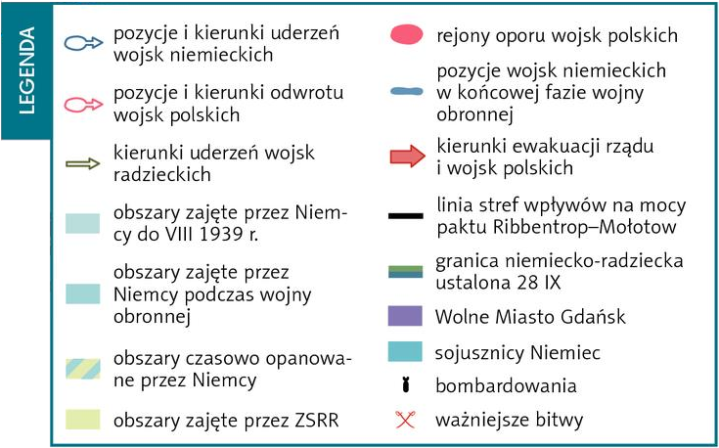 LEGENDA
pozycje i kierunki uderzeń
wojsk niemieckich
pozycje i kierunki odwrotu
wojsk polskich
kierunki uderzeń wojsk
radzieckich
obszary zajęte przez Niem-
cy do VIII 1939 r.
obszary zajęte przez
Niemcy podczas wojny
obronnej
obszary czasowo opanowa-
ne przez Niemcy
obszary zajęte przez ZSRR
rejony oporu wojsk polskich
pozycje wojsk niemieckich
w końcowej fazie wojny
obronnej
kierunki ewakuacji rządu
i wojsk polskich
linia stref wpływów na mocy
paktu Ribbentrop–Mołotow
granica niemiecko-radziecka
ustalona 28 IX
Wolne Miasto Gdańsk
sojusznicy Niemiec
bombardowania
ważniejsze bitwy